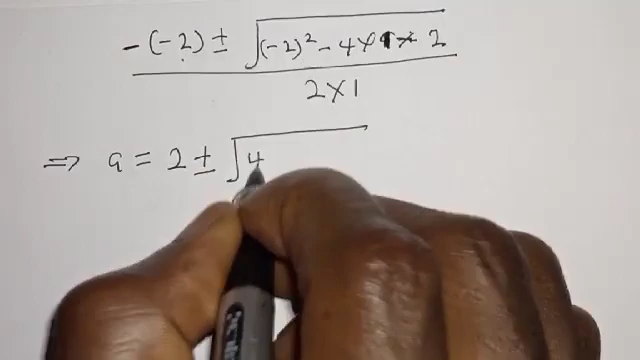 -(-2) ± √(-2)² - 4×1× 2
2×1
⇒ a = 2 ± √4